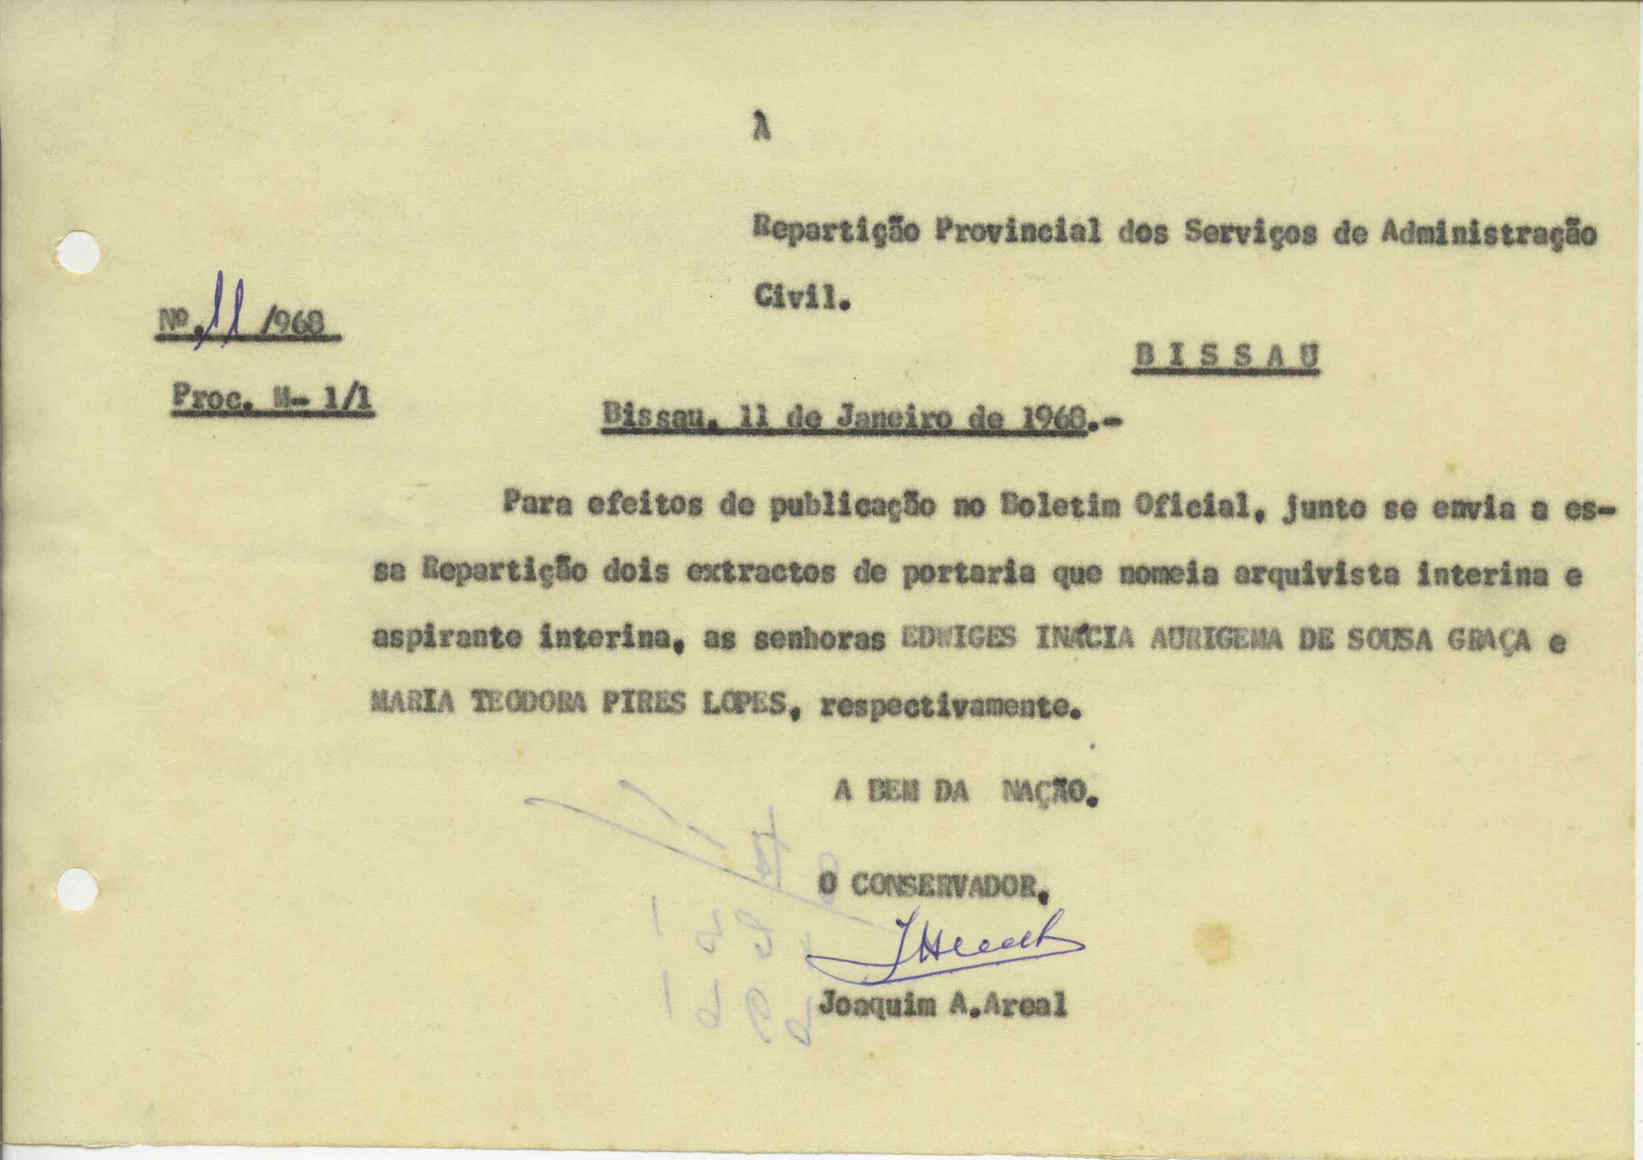 À
Repartição Provincial dos Serviços de Administração
Civil.
Nº.11/968
B I S S A U
Proc. M- 1/1
Bissau, 11 de Janeiro de 1968.-
Para efeitos de publicação no Boletim Oficial, junto se envia a es-
sa Repartição dois extractos de portaria que nomeia arquivista interina e
aspirante interina, as senhoras EDWIGES INÁCIA AURIGEMA DE SOUSA GRAÇA e
MARIA TEODORA PIRES LOPES, respectivamente.
A BEM DA NAÇÃO.
O CONSERVADOR,
Joaquim A.Areal